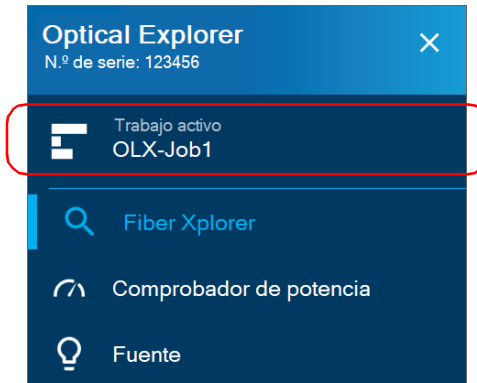 Optical Explorer
N.º de serie: 123456
Trabajo activo
OLX-Job1
Fiber Xplorer
Comprobador de potencia
Fuente